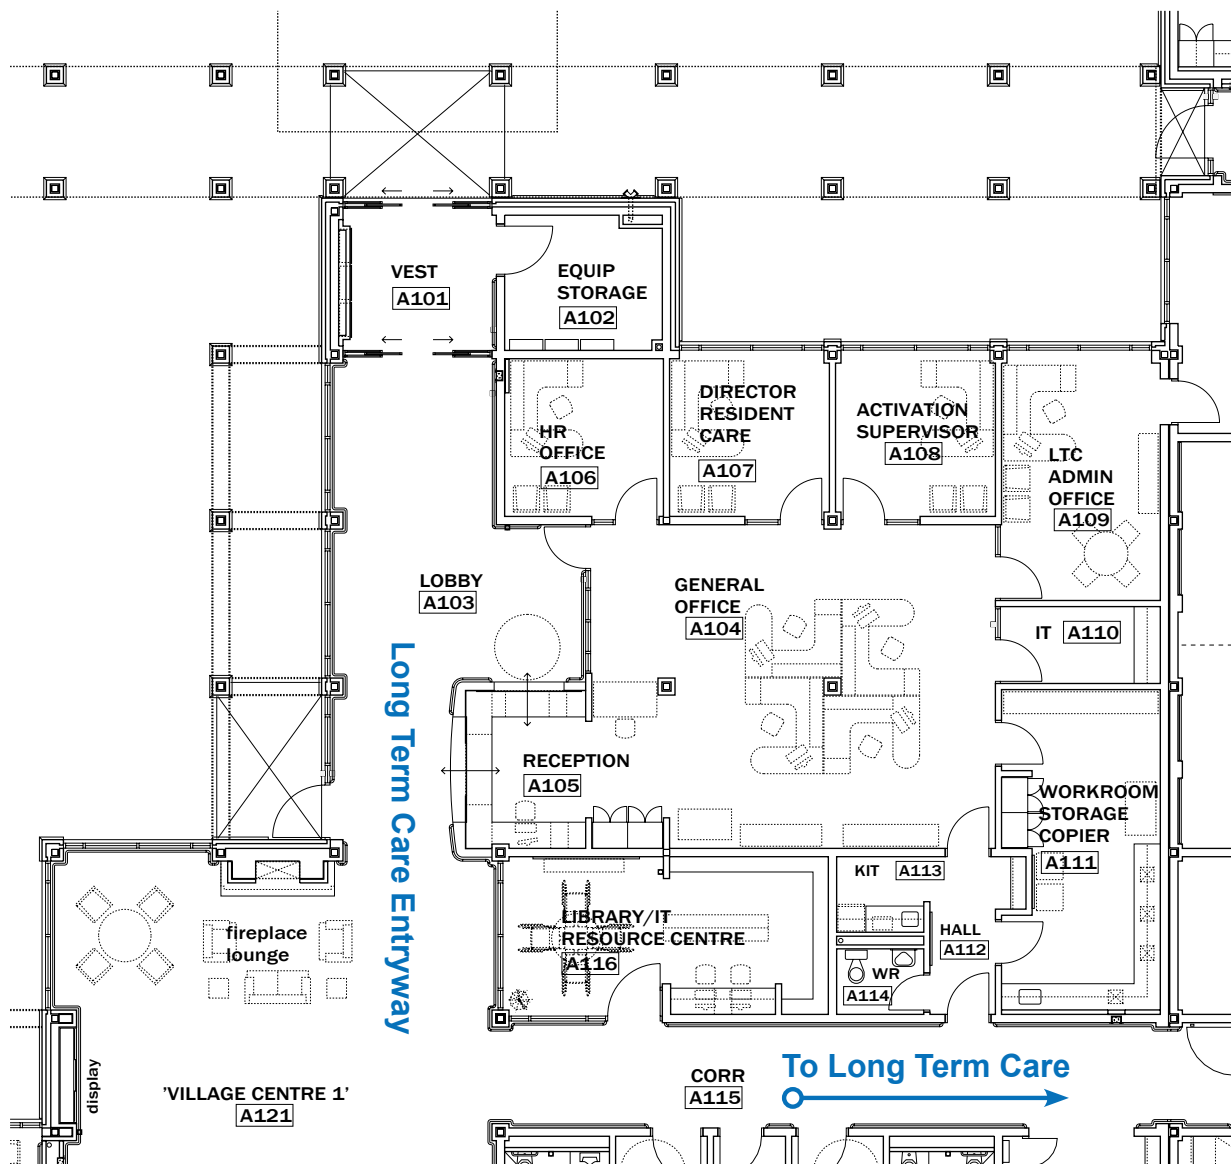 VEST
A101
EQUIP
STORAGE
A102
HR
OFFICE
A106
DIRECTOR
RESIDENT
CARE
A107
ACTIVATION
SUPERVISOR
A108
LTC
ADMIN
OFFICE
A109
LOBBY
A103
GENERAL
OFFICE
A104
IT A110
Long Term Care Entryway
RECEPTION
A105
WORKROOM
STORAGE
COPIER
A111
KIT A113
LIBRARY/IT
RESOURCE CENTRE
A116
HALL
A112
WR
A114
fireplace
lounge
display
'VILLAGE CENTRE 1'
A121
CORR
A115
To Long Term Care